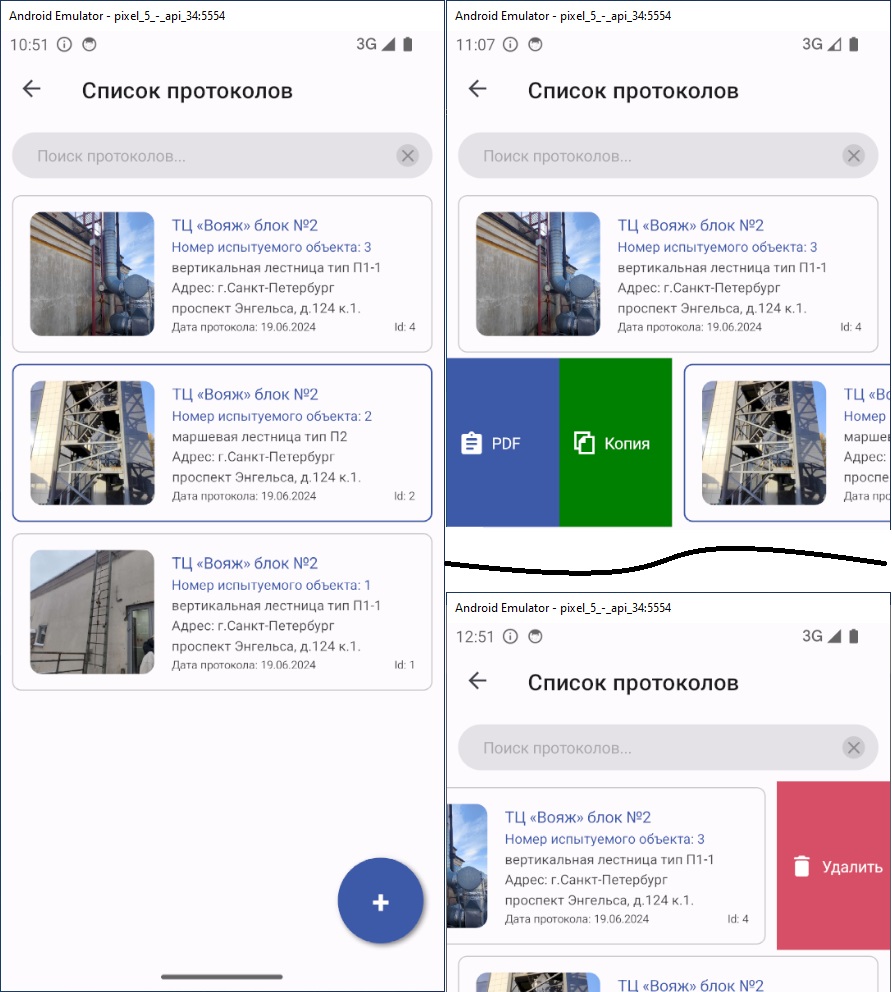 Android Emulator - pixel_5_-_api_34:5554
10:51
3G
Список протоколов
Поиск протоколов...
ТЦ «Вояж» блок №2
Номер испытуемого объекта: 3
вертикальная лестница тип П1-1
Адрес: г.Санкт-Петербург
проспект Энгельса, д.124 к.1.
Дата протокола: 19.06.2024 Id: 4
ТЦ «Вояж» блок №2
Номер испытуемого объекта: 2
маршевая лестница тип П2
Адрес: г.Санкт-Петербург
проспект Энгельса, д.124 к.1.
Дата протокола: 19.06.2024 Id: 2
ТЦ «Вояж» блок №2
Номер испытуемого объекта: 1
вертикальная лестница тип П1-1
Адрес: г.Санкт-Петербург
проспект Энгельса, д.124 к.1.
Дата протокола: 19.06.2024 Id: 1
+
Android Emulator - pixel_5_-_api_34:5554
11:07
3G
Список протоколов
Поиск протоколов...
ТЦ «Вояж» блок №2
Номер испытуемого объекта: 3
вертикальная лестница тип П1-1
Адрес: г.Санкт-Петербург
проспект Энгельса, д.124 к.1.
Дата протокола: 19.06.2024 Id: 4
PDF
Копия
ТЦ «Во
Номер
марше
Адрес:
проспе
Дата про
Android Emulator - pixel_5_-_api_34:5554
12:51
3G
Список протоколов
Поиск протоколов...
ТЦ «Вояж» блок №2
Номер испытуемого объекта: 3
вертикальная лестница тип П1-1
Адрес: г.Санкт-Петербург
проспект Энгельса, д.124 к.1.
Дата протокола: 19.06.2024 Id: 4
Удалить
ТЦ «Вояж» блок №2